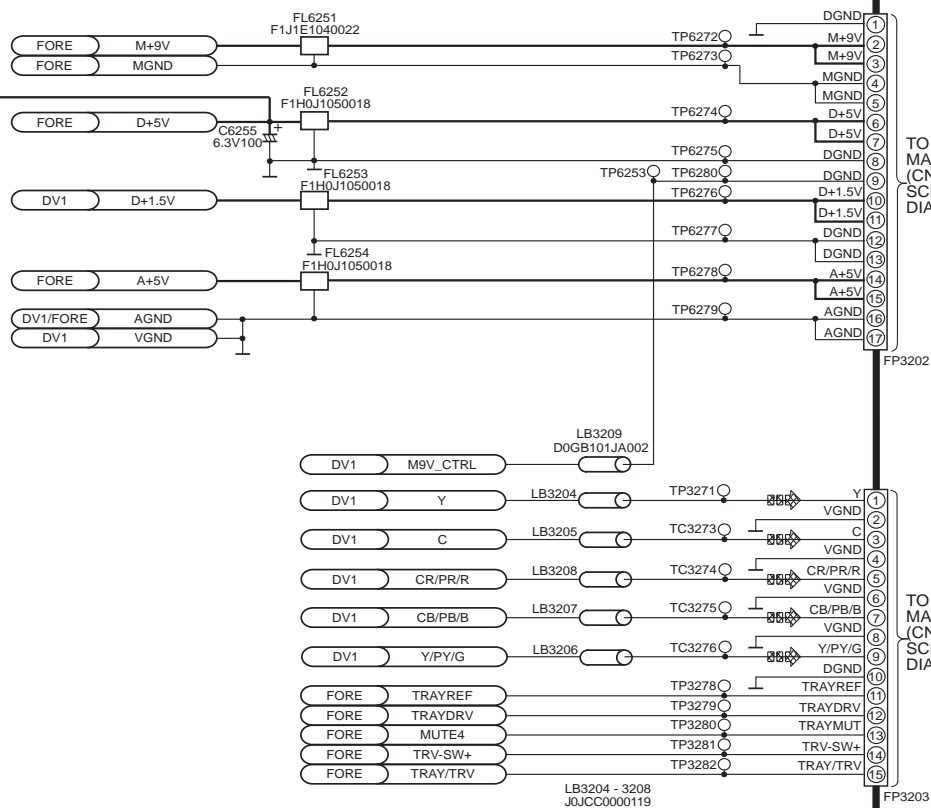 FL6251
F1J1E1040022
DGND
1
FORE M+9V
TP6272
M+9V
2
FORE MGND
TP6273
M+9V
3
MGND
4
FL6252
F1H0J1050018
MGND
5
FORE D+5V
C6255
6.3V100
+
TP6274
D+5V
6
D+5V
7
TP6275
DGND
8
FL6253
F1H0J1050018
TP6253
TP6280
DGND
9
DV1 D+1.5V
TP6276
D+1.5V
10
D+1.5V
11
TP6277
DGND
12
FL6254
F1H0J1050018
DGND
13
FORE A+5V
TP6278
A+5V
14
A+5V
15
DV1/FORE AGND
TP6279
AGND
16
DV1 VGND
AGND
17
FP3202
TO
MA
(CN
SCH
DIA
LB3209
D0GB101JA002
DV1 M9V_CTRL
DV1 Y
LB3204
TP3271
Y
1
VGND
2
DV1 C
LB3205
TC3273
C
3
VGND
4
DV1 CR/PR/R
LB3208
TC3274
CR/PR/R
5
VGND
6
DV1 CB/PB/B
LB3207
TC3275
CB/PB/B
7
VGND
8
DV1 Y/PY/G
LB3206
TC3276
Y/PY/G
9
DGND
10
FORE TRAYREF
TP3278
TRAYREF
11
FORE TRAYDRV
TP3279
TRAYDRV
12
FORE MUTE4
TP3280
TRAYMUT
13
FORE TRV-SW+
TP3281
TRV-SW+
14
FORE TRAY/TRV
TP3282
TRAY/TRV
15
LB3204 - 3208
J0JCC0000119
FP3203
TO
MA
(CN
DIA